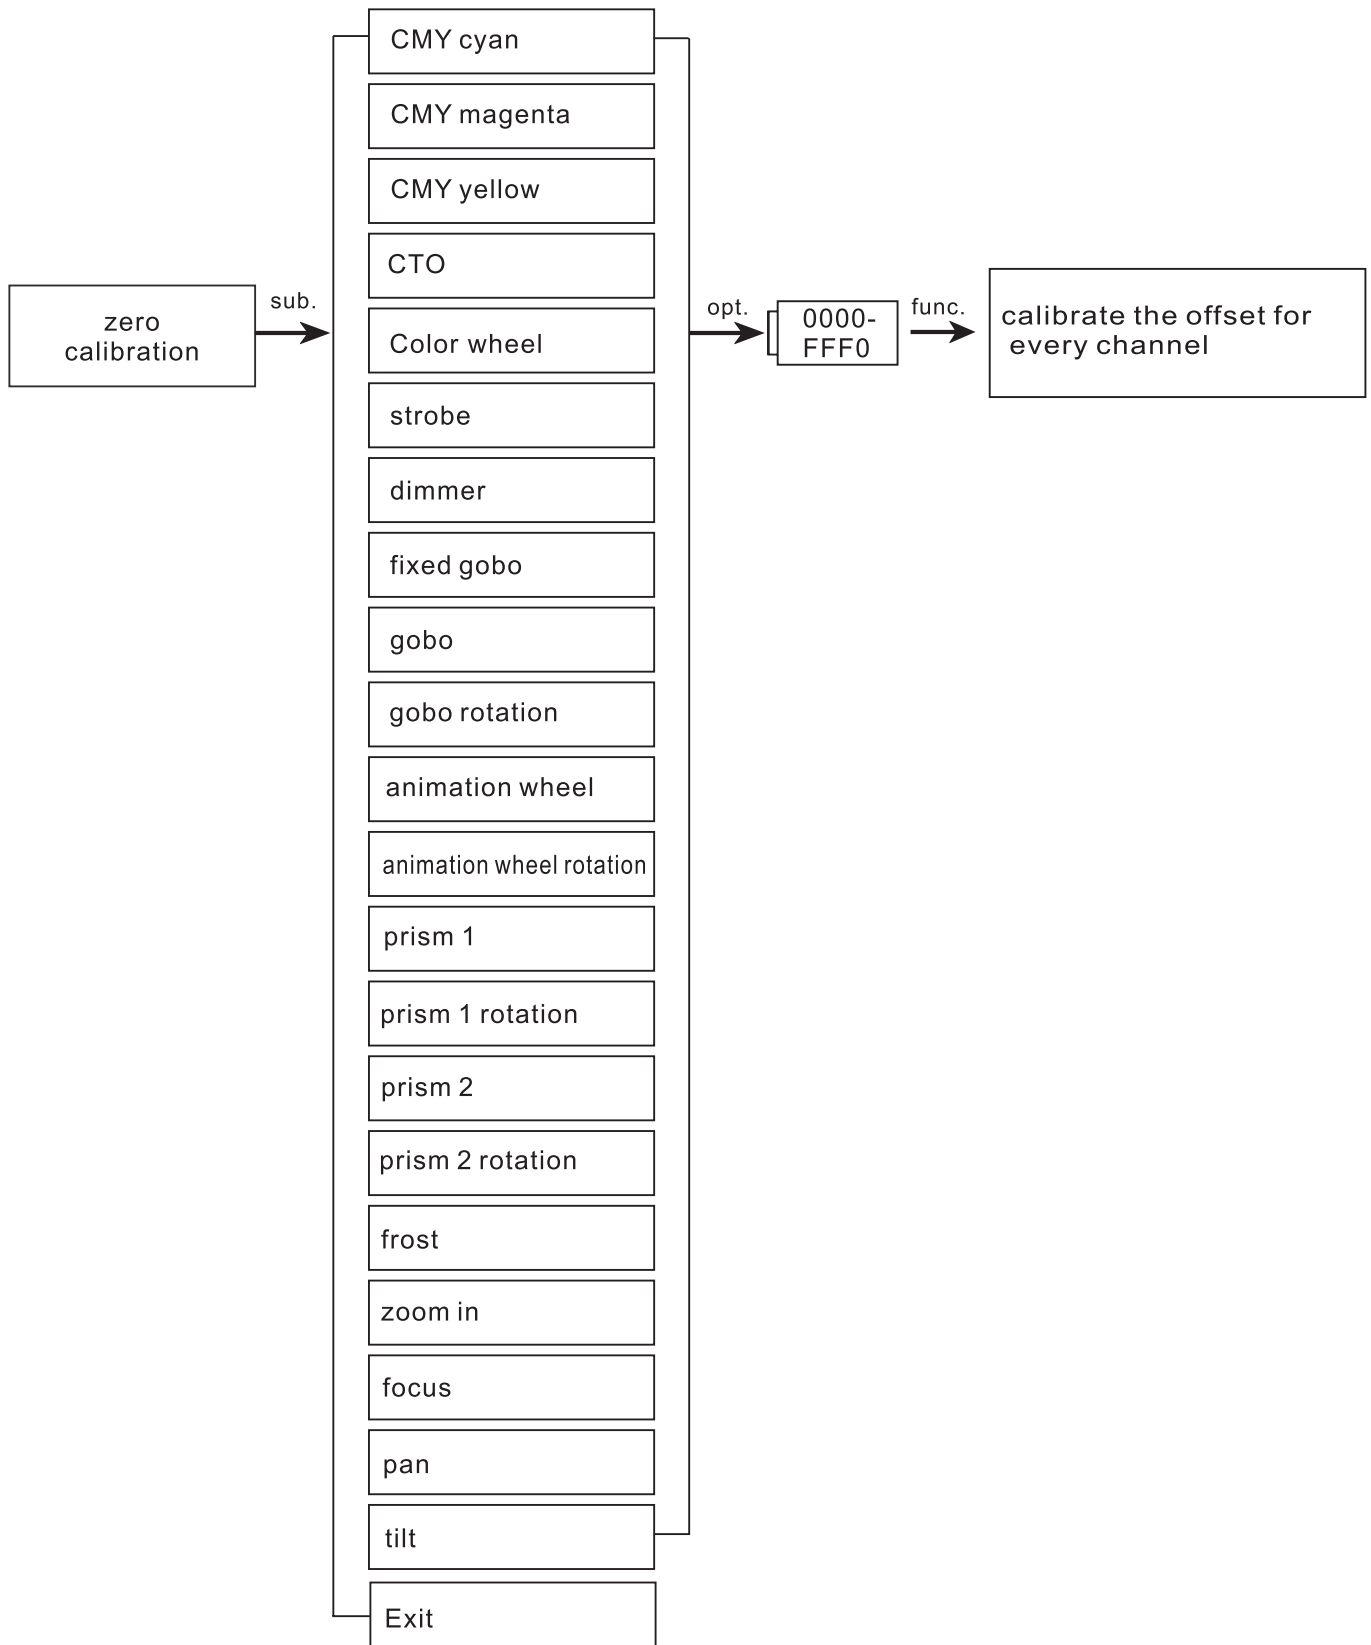 zero
calibration
sub.
CMY cyan
CMY magenta
CMY yellow
CTO
Color wheel
strobe
dimmer
fixed gobo
gobo
gobo rotation
animation wheel
animation wheel rotation
prism 1
prism 1 rotation
prism 2
prism 2 rotation
frost
zoom in
focus
pan
tilt
Exit
opt.
0000-
FFF0
func.
calibrate the offset for
every channel